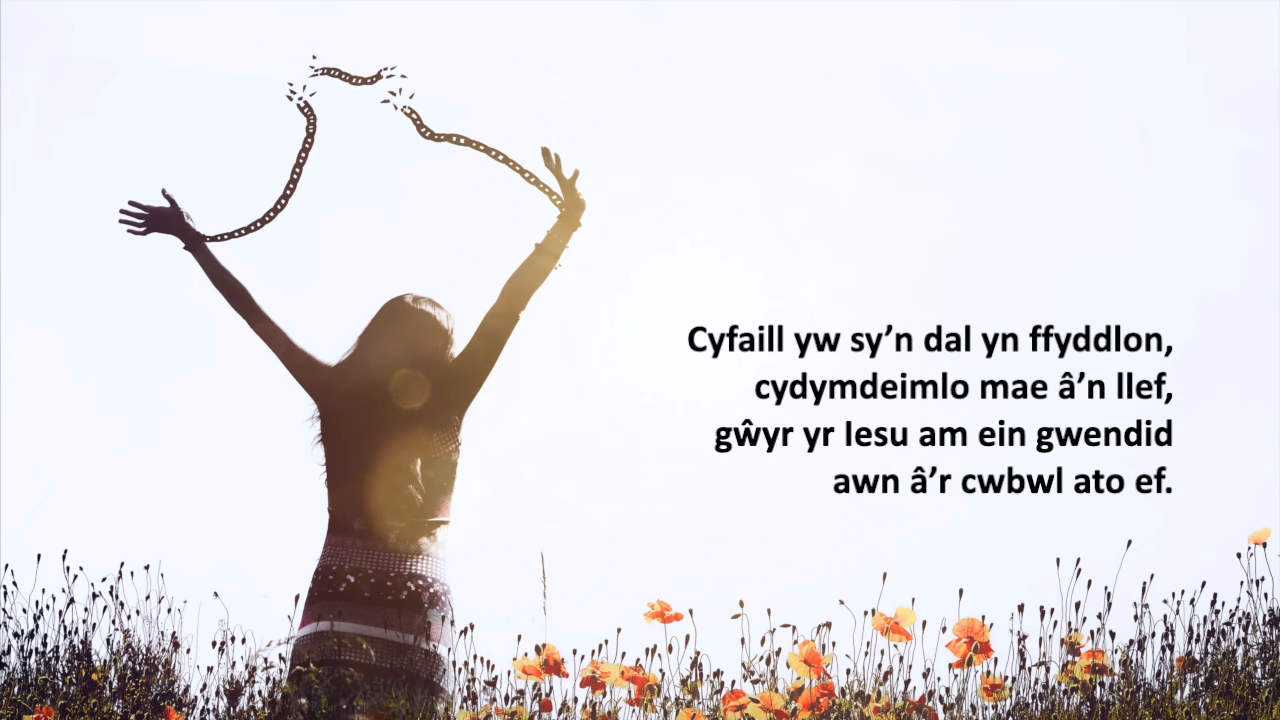 Cyfaill yw sy’n dal yn ffyddlon,
cydymdeimlo mae â’n llef,
gŵyr yr Iesu am ein gwendid
awn â’r cwbwl ato ef.